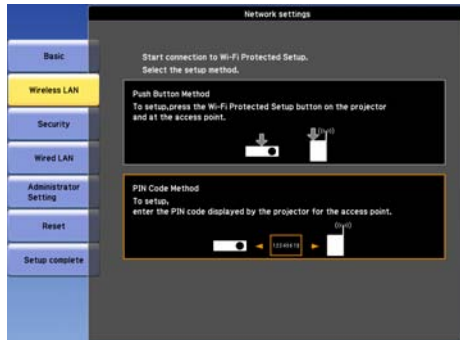 Network settings
Basic
Wireless LAN
Security
Wired LAN
Administrator
Setting
Reset
Setup complete
Start connection to Wi-Fi Protected Setup.
Select the setup method.
Push Button Method
To setup,press the Wi-Fi Protected Setup button on the projector
and at the access point.
PIN Code Method
To setup,
enter the PIN code displayed by the projector for the access point.